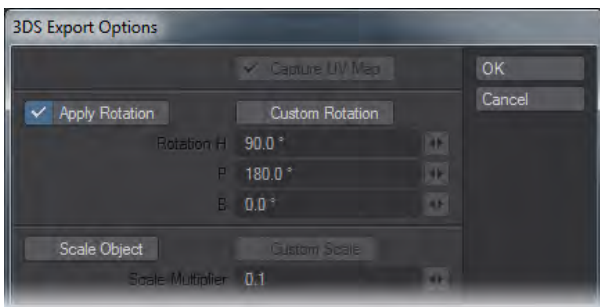 3DS Export Options
Capture UV Map
OK
Apply Rotation
Custom Rotation
Cancel
Rotation H 90.0 °
P 180.0 °
B 0.0 °
Scale Object
Custom Scale
Scale Multiplier 0.1